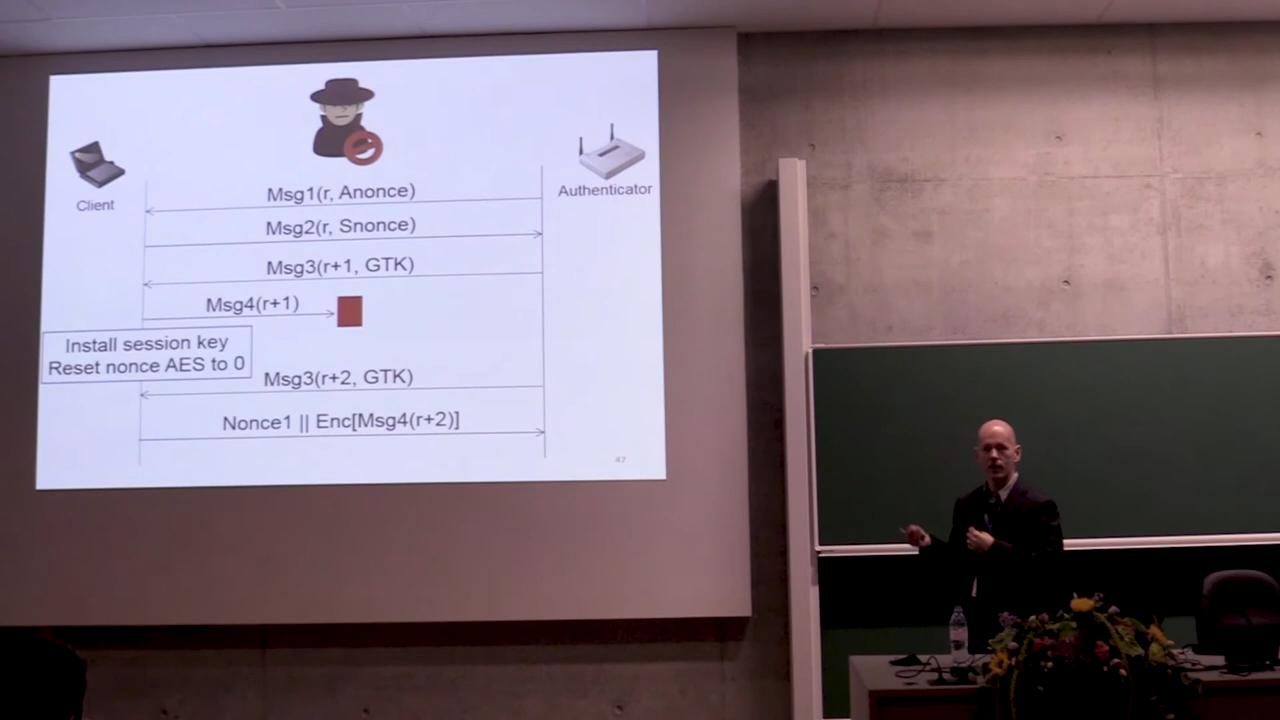 Client
Authenticator
Msg1(r, Anonce)
Msg2(r, Snonce)
Msg3(r+1, GTK)
Msg4(r+1)
Install session key
Reset nonce AES to 0
Msg3(r+2, GTK)
Nonce1 || Enc[Msg4(r+2)]
47